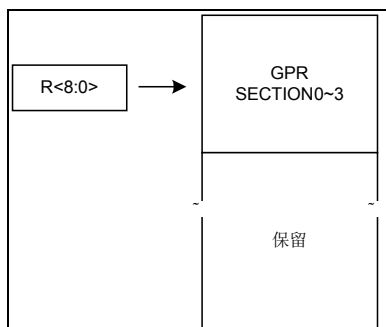 R<8:0>
GPR
SECTION0~3
~ ~
保留